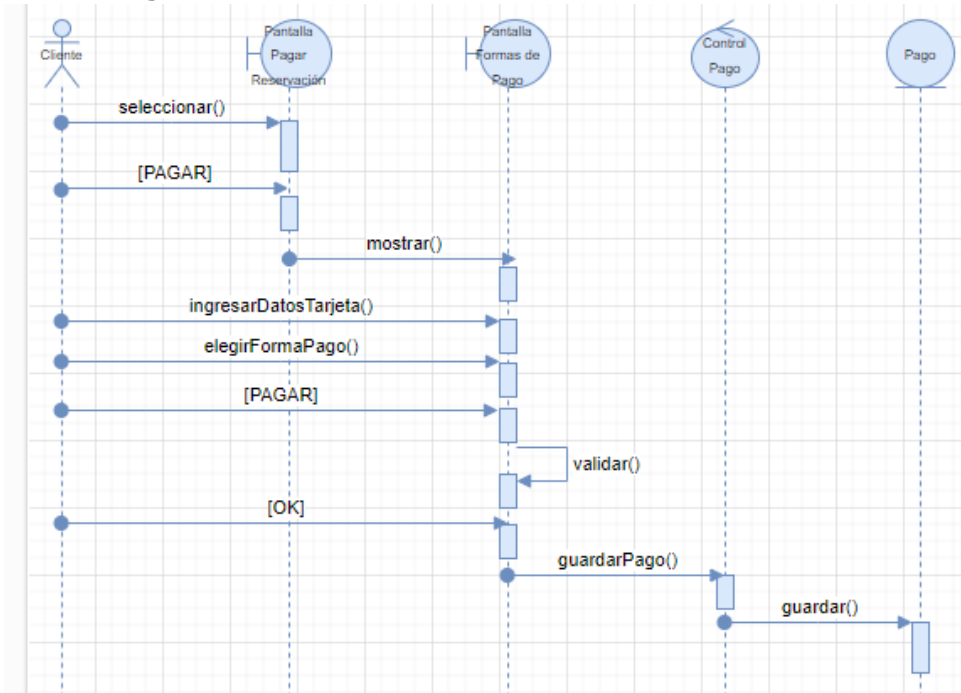 Cliente
Pantalla
Pagar
Reservación
Pantalla
Formas de
Pago
Control
Pago
Pago
seleccionar()
[PAGAR]
mostrar()
ingresarDatosTarjeta()
elegirFormaPago()
[PAGAR]
validar()
[OK]
guardarPago()
guardar()